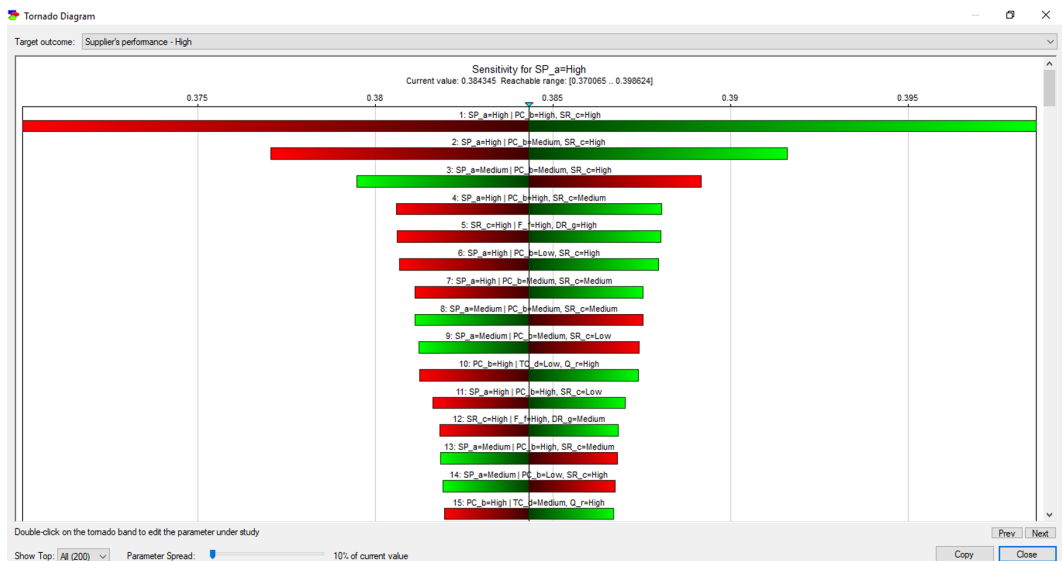 Tornado Diagram
Target outcome: Supplier's performance - High
Sensitivity for SP_a=High
Current value: 0.384345 Reachable range: [0.370065 .. 0.398624]
0.375 0.38 0.385 0.39 0.395
1: SP_a=High | PC_b=High, SR_c=High
2: SP_a=High | PC_b=Medium, SR_c=High
3: SP_a=Medium | PC_b=Medium, SR_c=High
4: SP_a=High | PC_b=High, SR_c=Medium
5: SR_c=High | F_f=High, DR_g=High
6: SP_a=High | PC_b=Low, SR_c=High
7: SP_a=High | PC_b=Medium, SR_c=Medium
8: SP_a=Medium | PC_b=Medium, SR_c=Medium
9: SP_a=Medium | PC_b=Medium, SR_c=Low
10: PC_b=High | TC_d=Low, Q_r=High
11: SP_a=High | PC_b=High, SR_c=Low
12: SR_c=High | F_f=High, DR_g=Medium
13: SP_a=Medium | PC_b=High, SR_c=Medium
14: SP_a=Medium | PC_b=Low, SR_c=High
15: PC_b=High | TC_d=Medium, Q_r=High
Double-click on the tornado band to edit the parameter under study
Prev Next
Show Top: All (200) Parameter Spread: 10% of current value Copy Close